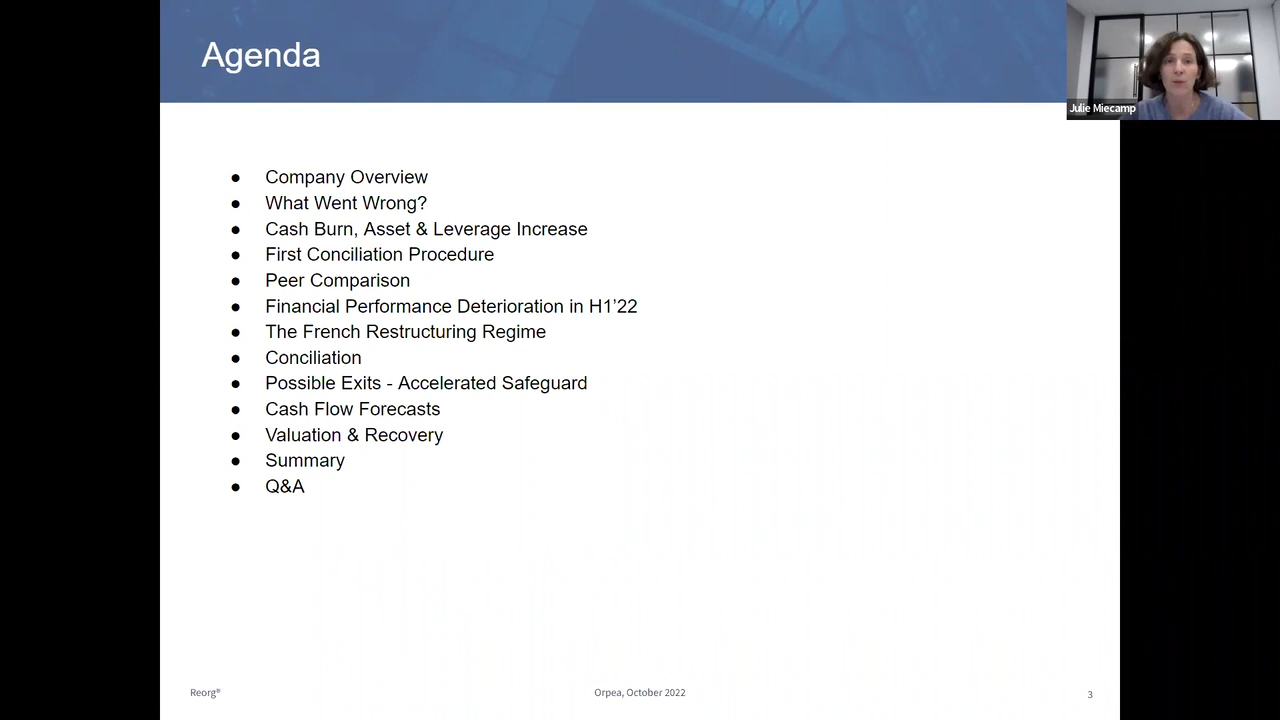 Agenda
Julie Miecamp
● Company Overview
● What Went Wrong?
● Cash Burn, Asset & Leverage Increase
● First Conciliation Procedure
● Peer Comparison
● Financial Performance Deterioration in H1’22
● The French Restructuring Regime
● Conciliation
● Possible Exits - Accelerated Safeguard
● Cash Flow Forecasts
● Valuation & Recovery
● Summary
● Q&A
Reorg®
Orpea, October 2022
3